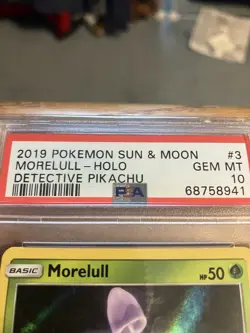 2019 POKEMON SUN & MOON #3
MORELULL - HOLO GEM MT
DETECTIVE PIKACHU 10
PSA 68758941
BASIC Morelull HP 50